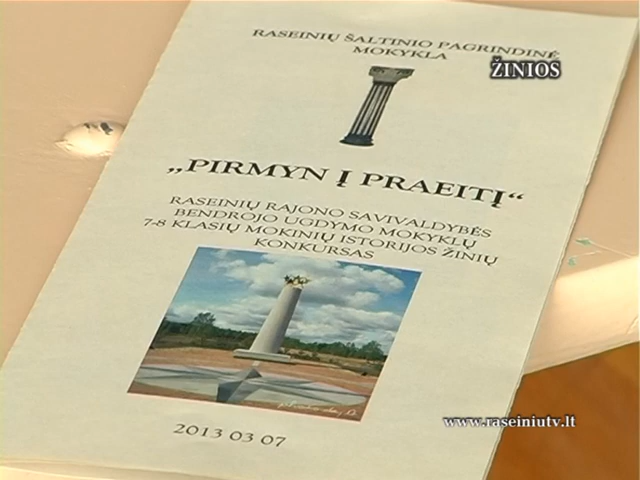 RASEINIŲ ŠALTINIO PAGRINDINĖ
MOKYKLA
ŽINIOS
„PIRMYN Į PRAEITĮ“
RASEINIŲ RAJONO SAVIVALDYBĖS
BENDROJO UGDYMO MOKYKLŲ
7-8 KLASIŲ MOKINIŲ ISTORIJOS ŽINIŲ
KONKURSAS
2013 03 07
www.raseiniutv.lt